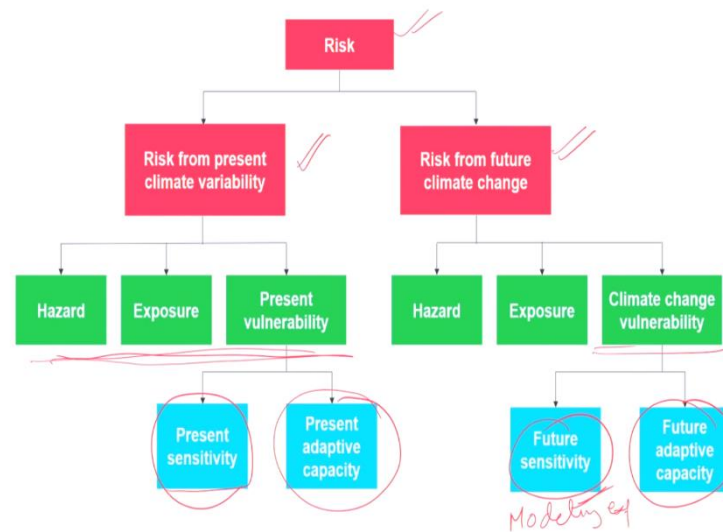 Risk
Risk from present
climate variability
Risk from future
climate change
Hazard
Exposure
Present
vulnerability
Hazard
Exposure
Climate change
vulnerability
Present
sensitivity
Present
adaptive
capacity
Future
sensitivity
Future
adaptive
capacity
Modeling